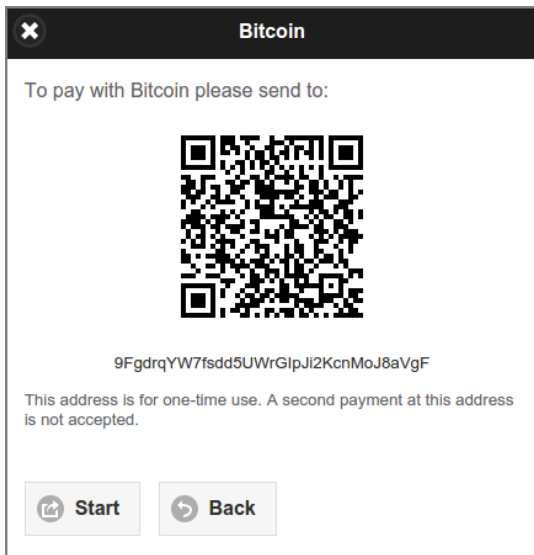 Bitcoin
To pay with Bitcoin please send to:
9FgdrqYW7fsdd5UWrGIpJi2KcnMoJ8aVgF
This address is for one-time use. A second payment at this address
is not accepted.
Start
Back